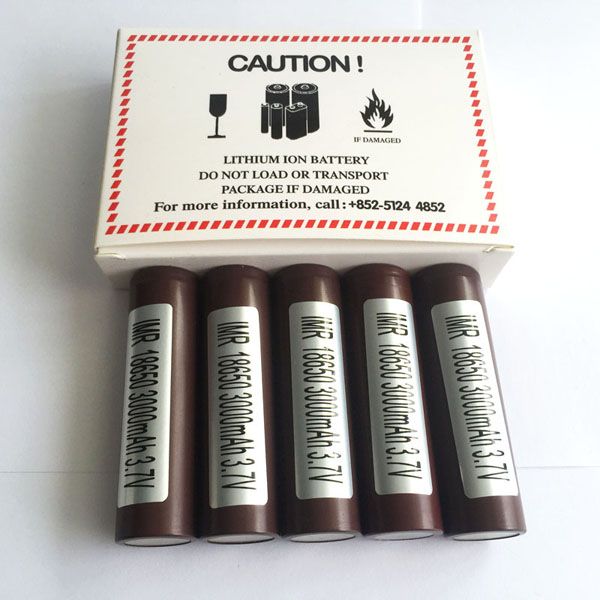 CAUTION !
IF DAMAGED
LITHIUM ION BATTERY
DO NOT LOAD OR TRANSPORT
PACKAGE IF DAMAGED
For more information, call : +852-5124 4852
IMR 18650 3000mAh 3.7V
IMR 18650 3000mAh 3.7V
IMR 18650 3000mAh 3.7V
IMR 18650 3000mAh 3.7V
IMR 18650 3000mAh 3.7V